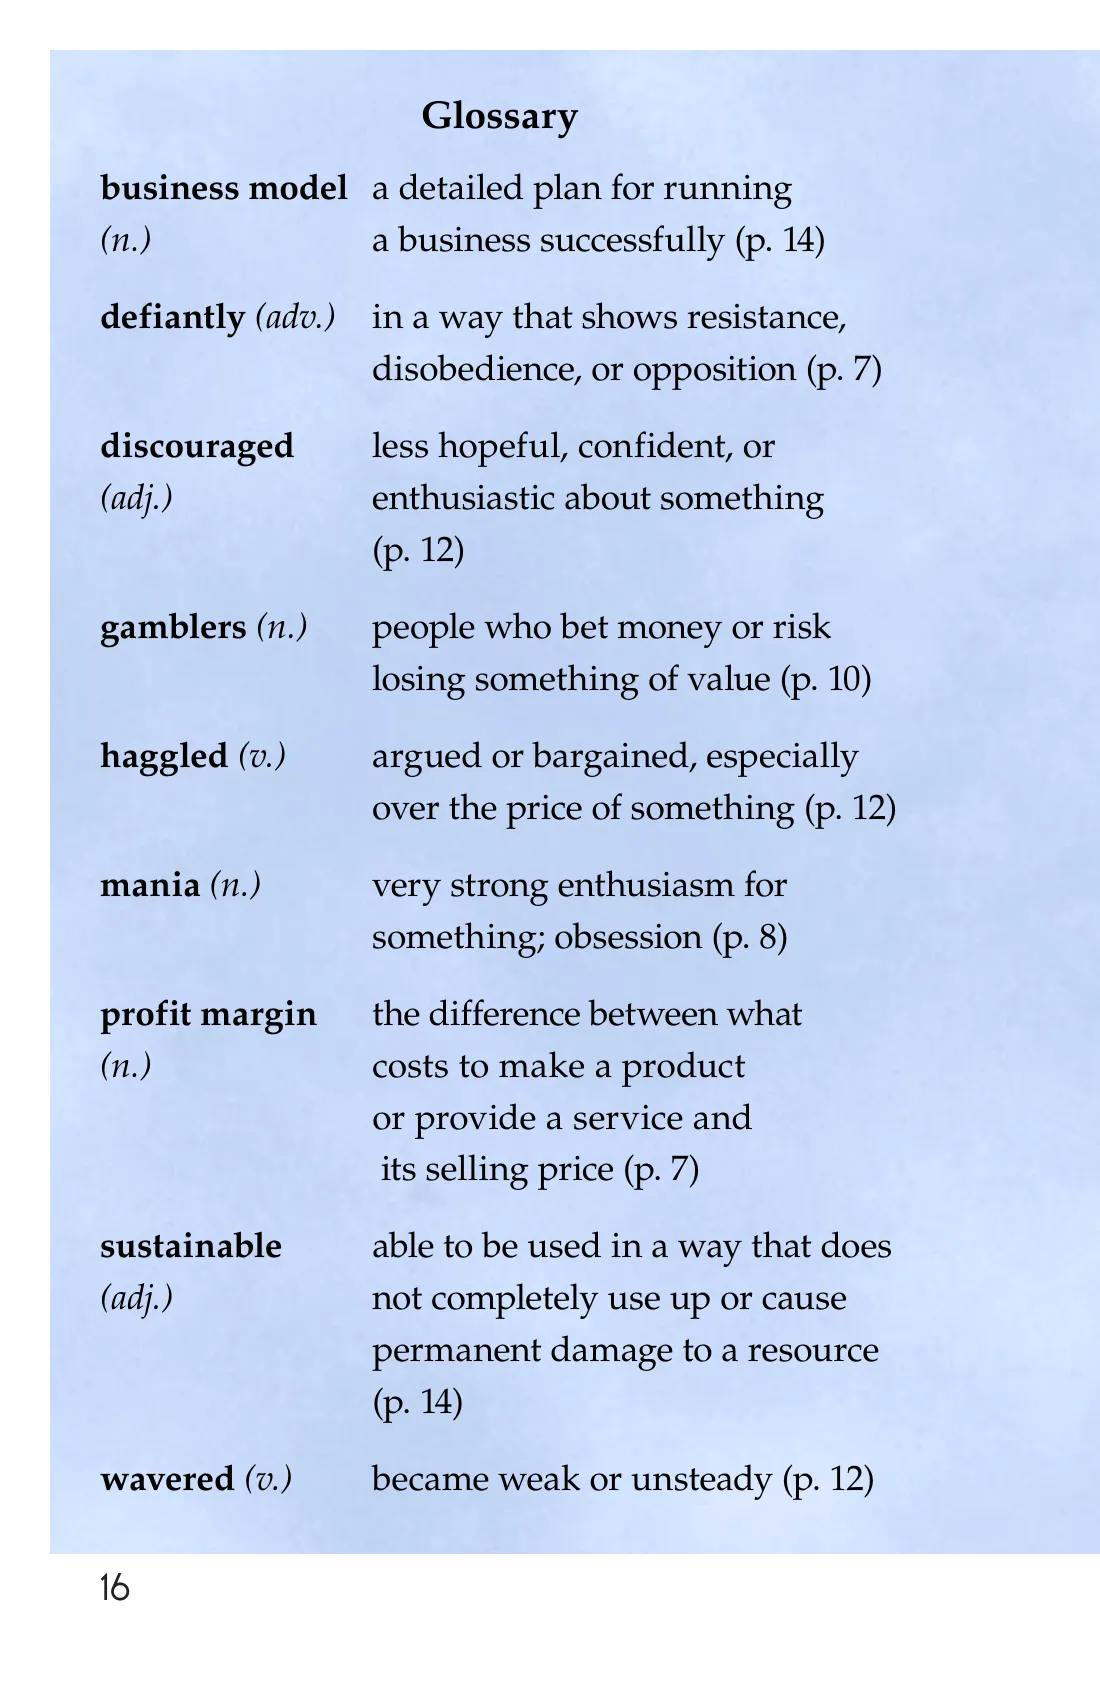 Glossary
business model a detailed plan for running
(n.) a business successfully (p. 14)
defiantly (adv.) in a way that shows resistance,
disobedience, or opposition (p. 7)
discouraged less hopeful, confident, or
(adj.) enthusiastic about something
(p. 12)
gamblers (n.) people who bet money or risk
losing something of value (p. 10)
haggled (v.) argued or bargained, especially
over the price of something (p. 12)
mania (n.) very strong enthusiasm for
something; obsession (p. 8)
profit margin the difference between what
(n.) costs to make a product
or provide a service and
its selling price (p. 7)
sustainable able to be used in a way that does
(adj.) not completely use up or cause
permanent damage to a resource
(p. 14)
wavered (v.) became weak or unsteady (p. 12)
16